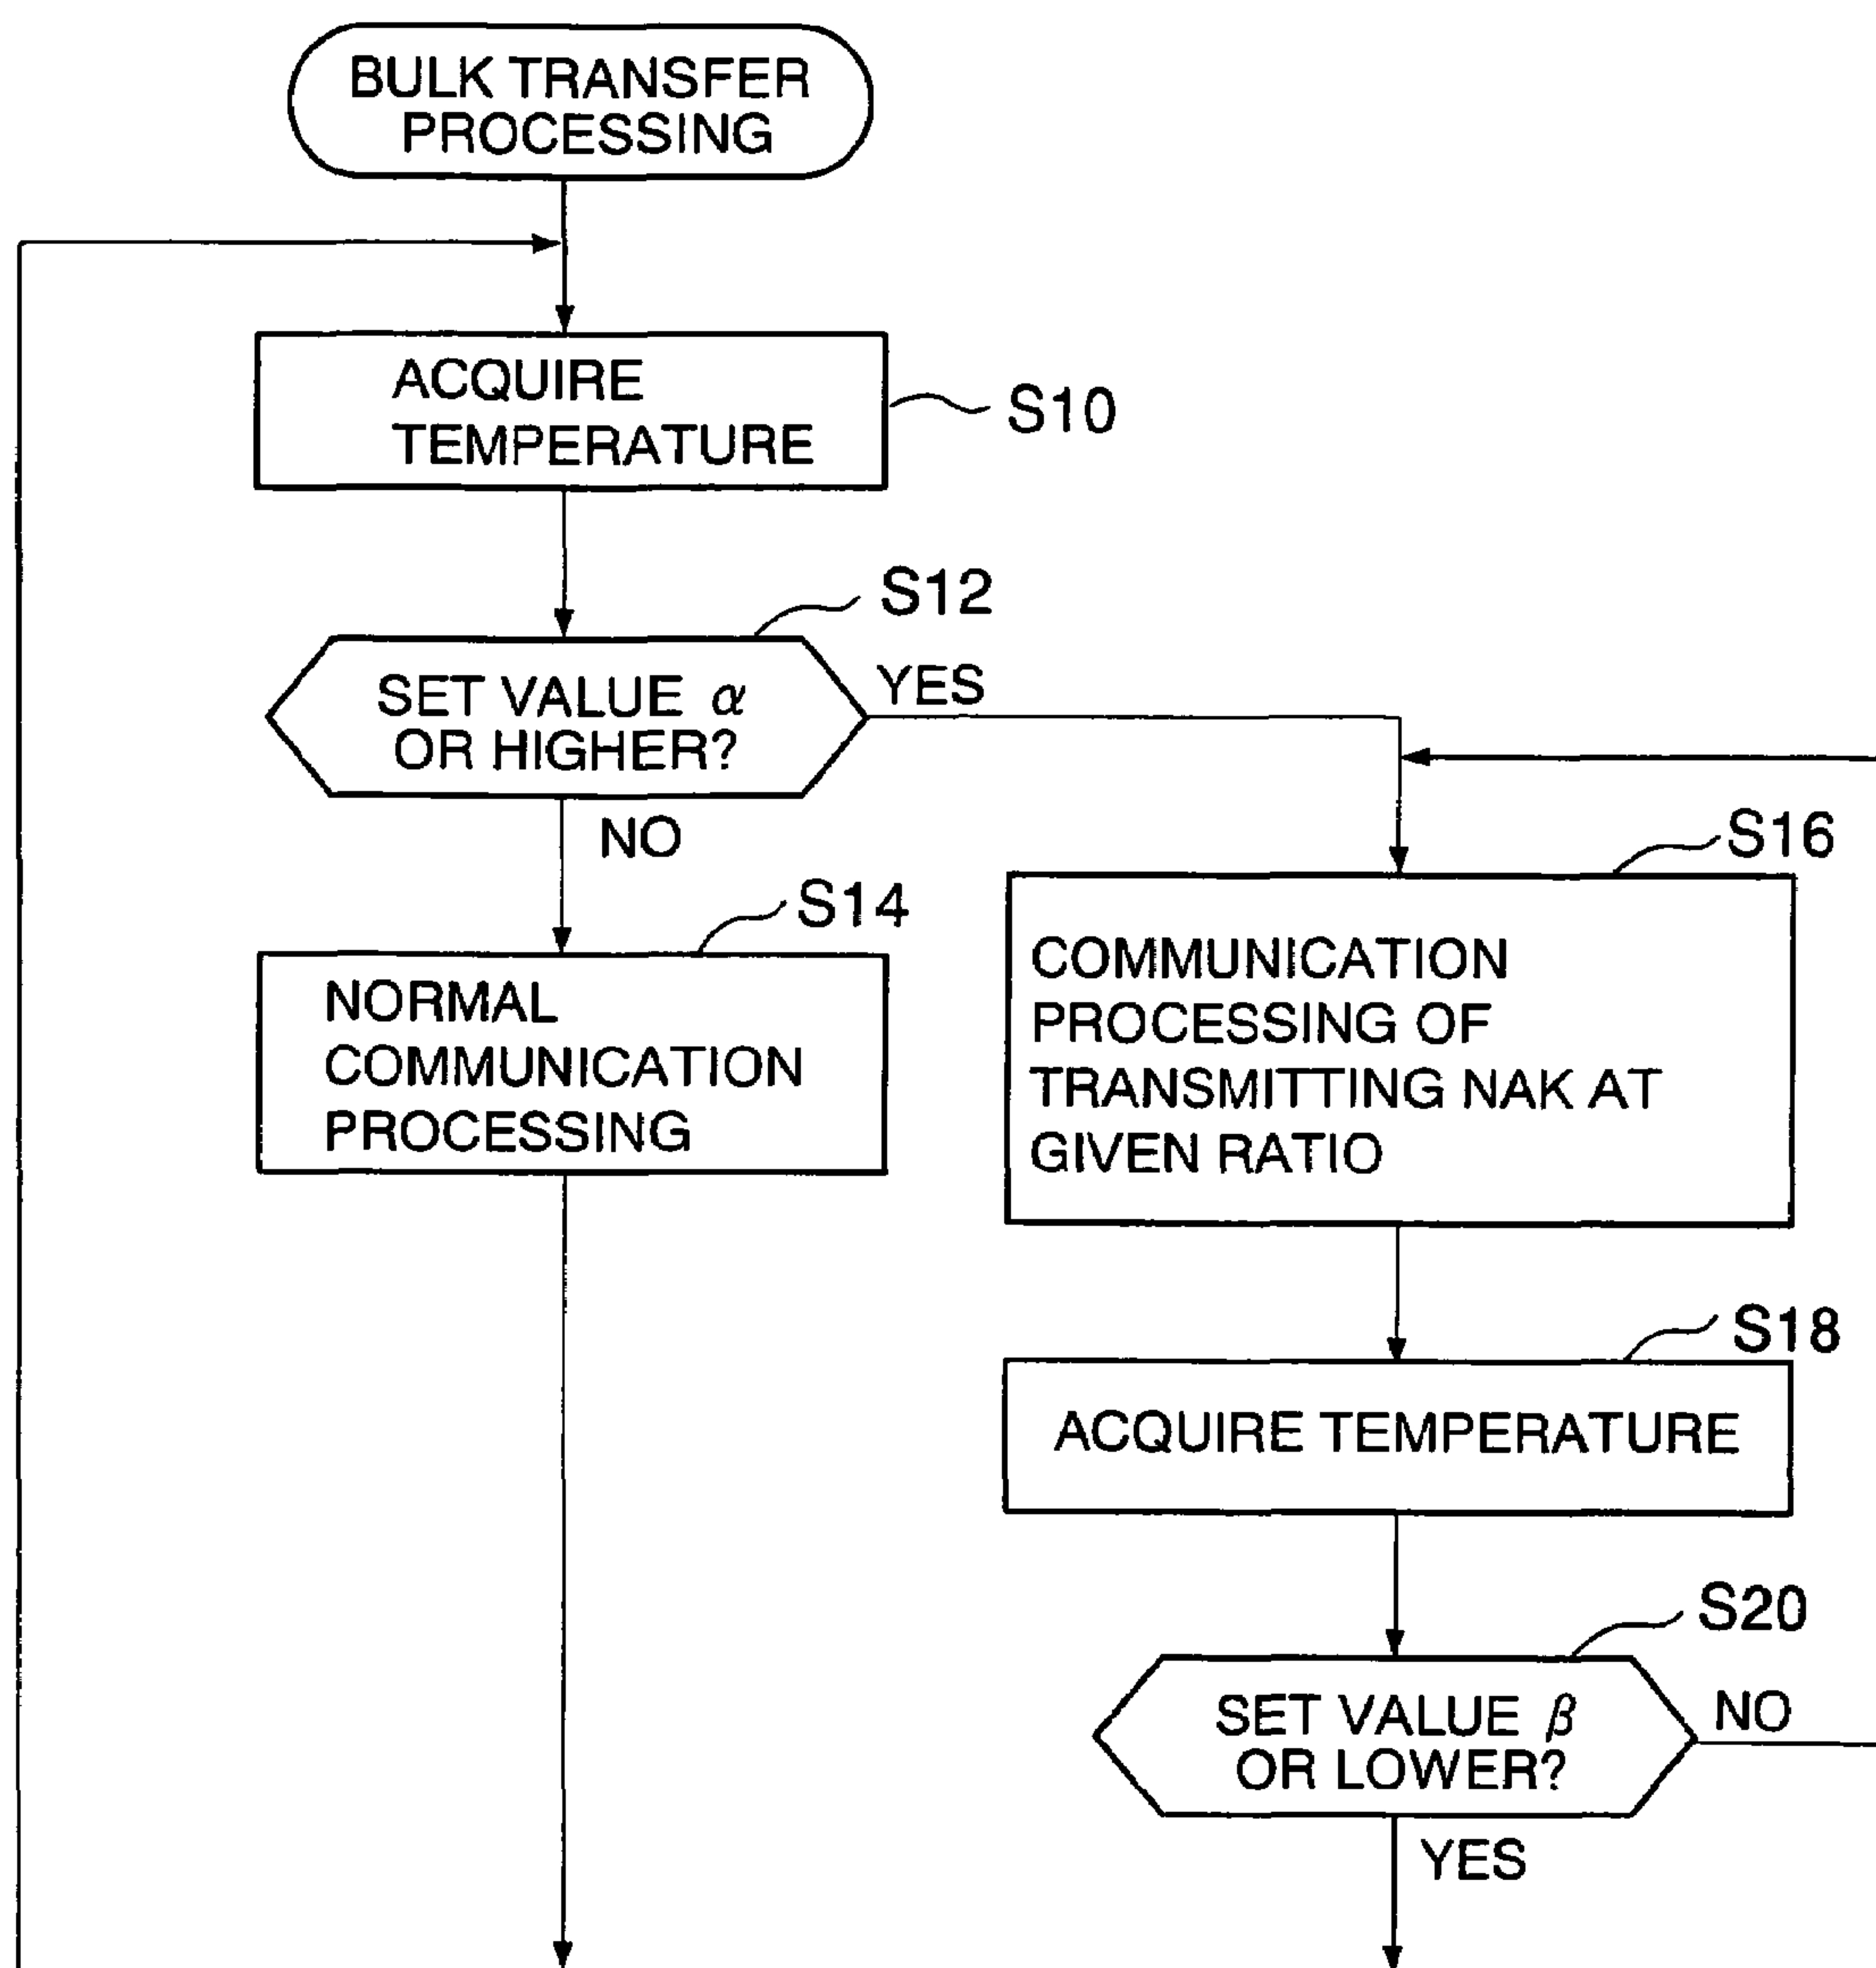 BULK TRANSFER
PROCESSING
ACQUIRE
TEMPERATURE
S10
S12
SET VALUE α
OR HIGHER?
YES
NO
S14
NORMAL
COMMUNICATION
PROCESSING
S16
COMMUNICATION
PROCESSING OF
TRANSMITTING NAK AT
GIVEN RATIO
S18
ACQUIRE TEMPERATURE
S20
SET VALUE β
OR LOWER?
NO
YES